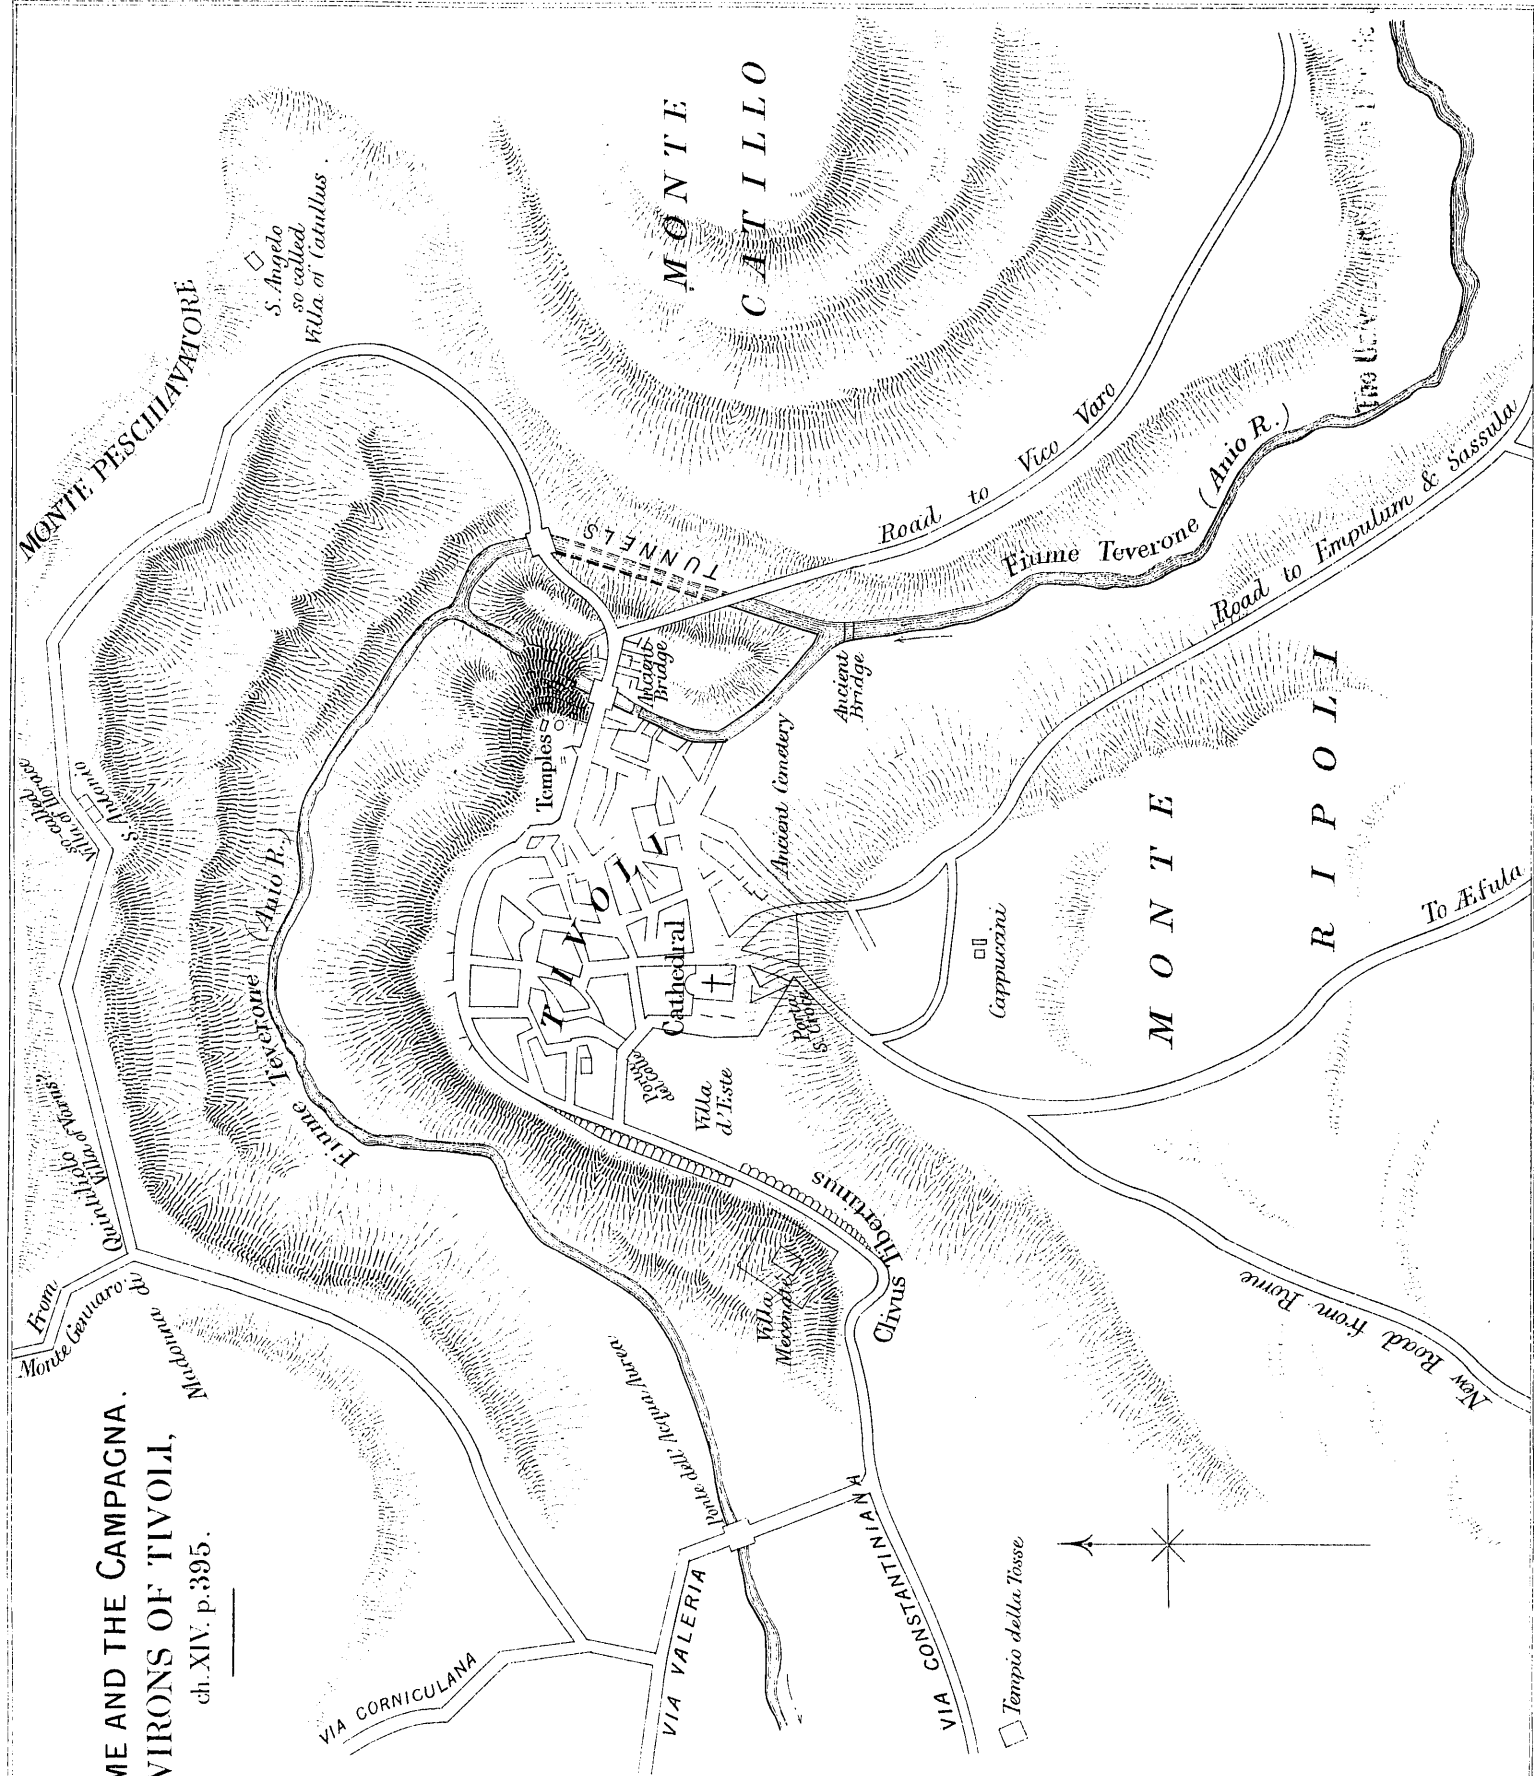 ME AND THE CAMPAGNA.
VIRONS OF TIVOLI,
ch. XIV. p. 395.
From
Monte Gennaro.
Madonna di
Quintiliolo
Villa of Varus?
So called
Villa of Horace
S. Antonio
MONTE PESCHIAVATORE
S. Angelo
so called
Villa of Catullus.
MONTE
CATILLO
Fiume Teverone (Anio R.)
TUNNELS
Temples
Ancient
Bridge
Ancient
Bridge
Road to Vico Varo
Fiume Teverone (Anio R.)
Road to Empulum & Sassula
TIVOLI
Cathedral
Ancient Cemetery
Porta
S. Croce
Porta
del Colle
Villa
d'Este
Cappuccini
MONTE
RIPOLI
To Æfula
New Road from Rome
Clivus Tiburtinus
Villa
Mecenate
Ponte dell' Acqua Aurea
VIA CORNICULANA
VIA VALERIA
VIA CONSTANTINIANA
Tempio della Tosse